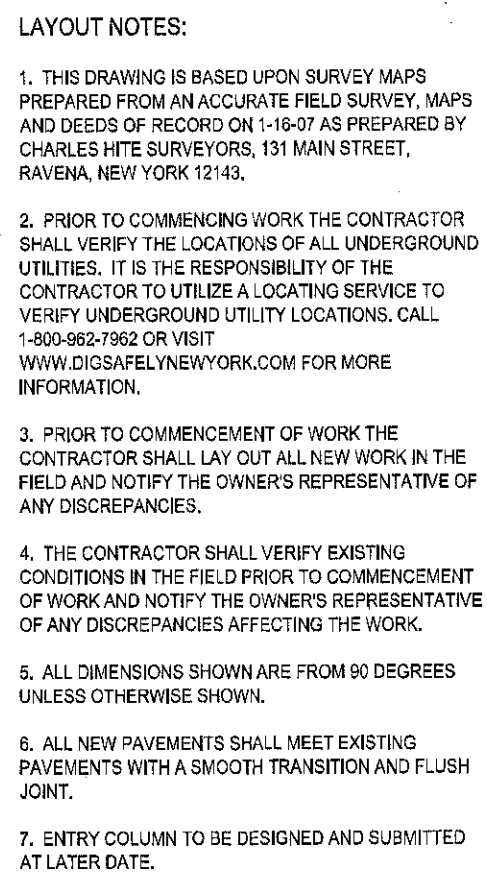 LAYOUT NOTES:
1. THIS DRAWING IS BASED UPON SURVEY MAPS
PREPARED FROM AN ACCURATE FIELD SURVEY, MAPS
AND DEEDS OF RECORD ON 1-16-07 AS PREPARED BY
CHARLES HITE SURVEYORS, 131 MAIN STREET,
RAVENA, NEW YORK 12143.
2. PRIOR TO COMMENCING WORK THE CONTRACTOR
SHALL VERIFY THE LOCATIONS OF ALL UNDERGROUND
UTILITIES. IT IS THE RESPONSIBILITY OF THE
CONTRACTOR TO UTILIZE A LOCATING SERVICE TO
VERIFY UNDERGROUND UTILITY LOCATIONS. CALL
1-800-962-7962 OR VISIT
WWW.DIGSAFELYNEWYORK.COM FOR MORE
INFORMATION.
3. PRIOR TO COMMENCEMENT OF WORK THE
CONTRACTOR SHALL LAY OUT ALL NEW WORK IN THE
FIELD AND NOTIFY THE OWNER'S REPRESENTATIVE OF
ANY DISCREPANCIES.
4. THE CONTRACTOR SHALL VERIFY EXISTING
CONDITIONS IN THE FIELD PRIOR TO COMMENCEMENT
OF WORK AND NOTIFY THE OWNER'S REPRESENTATIVE
OF ANY DISCREPANCIES AFFECTING THE WORK.
5. ALL DIMENSIONS SHOWN ARE FROM 90 DEGREES
UNLESS OTHERWISE SHOWN.
6. ALL NEW PAVEMENTS SHALL MEET EXISTING
PAVEMENTS WITH A SMOOTH TRANSITION AND FLUSH
JOINT.
7. ENTRY COLUMN TO BE DESIGNED AND SUBMITTED
AT LATER DATE.